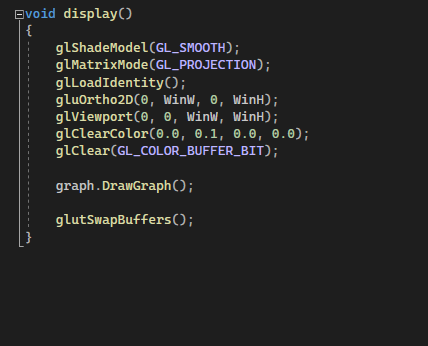 void display()
{
glShadeModel(GL_SMOOTH);
glMatrixMode(GL_PROJECTION);
glLoadIdentity();
gluOrtho2D(0, WinW, 0, WinH);
glViewport(0, 0, WinW, WinH);
glClearColor(0.0, 0.1, 0.0, 0.0);
glClear(GL_COLOR_BUFFER_BIT);
graph.DrawGraph();
glutSwapBuffers();
}